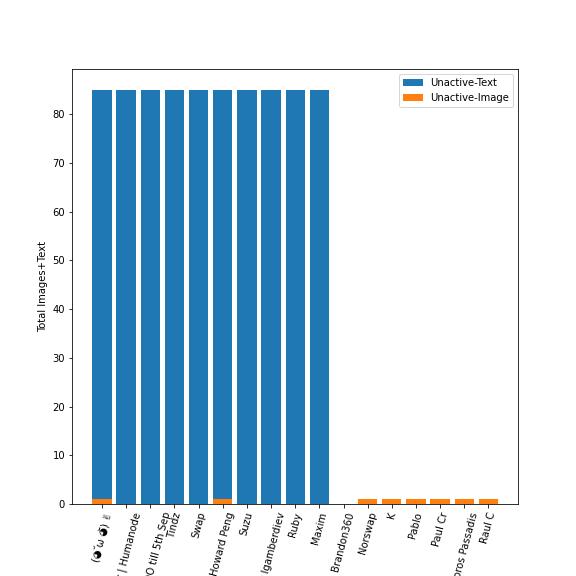 Unactive-Text
Unactive-Image
Total Images+Text
80
70
60
50
40
30
20
10
0
| Humanode
O till 5th Sep
Tindz
Swap
Howard Peng
Suzu
lgamberdiev
Ruby
Maxim
Brandon360
Norswap
K
Pablo
Paul Cr
oros Passadis
Raul C